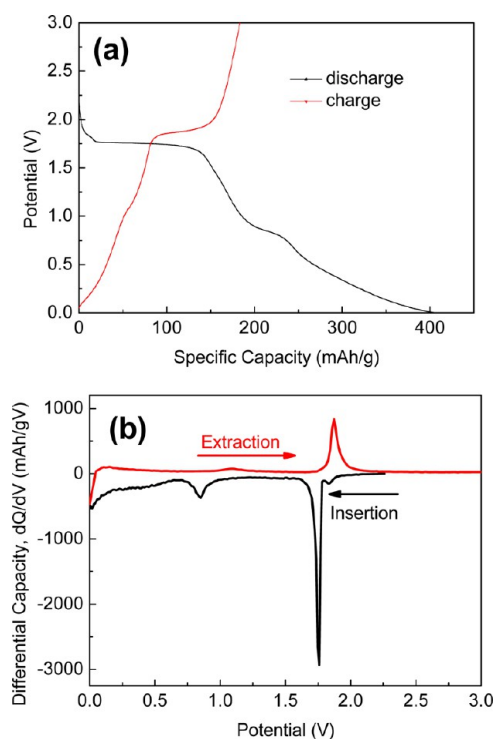 (a)
discharge
charge
Potential (V)
3.0
2.5
2.0
1.5
1.0
0.5
0.0
0 100 200 300 400
Specific Capacity (mAh/g)
(b)
Extraction
Insertion
Differential Capacity, dQ/dV (mAh/gV)
1000
0
-1000
-2000
-3000
0.0 0.5 1.0 1.5 2.0 2.5 3.0
Potential (V)